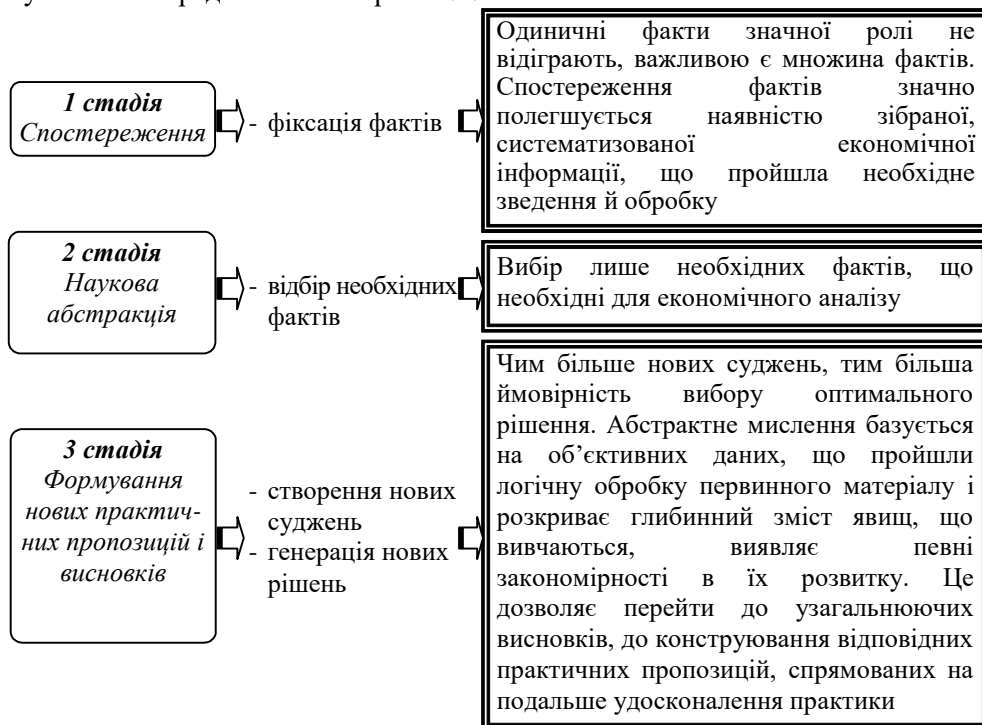 1 стадія
Спостереження
- фіксація фактів
Одиничні факти значної ролі не
відіграють, важливою є множина фактів.
Спостереження фактів значно
полегшується наявністю зібраної,
систематизованої економічної
інформації, що пройшла необхідне
зведення й обробку
2 стадія
Наукова
абстракція
- відбір необхідних
фактів
Вибір лише необхідних фактів, що
необхідні для економічного аналізу
3 стадія
Формування
нових практич-
них пропозицій і
висновків
- створення нових
суджень
- генерація нових
рішень
Чим більше нових суджень, тим більша
ймовірність вибору оптимального
рішення. Абстрактне мислення базується
на об’єктивних даних, що пройшли
логічну обробку первинного матеріалу і
розкриває глибинний зміст явищ, що
вивчаються, виявляє певні
закономірності в їх розвитку. Це
дозволяє перейти до узагальнюючих
висновків, до конструювання відповідних
практичних пропозицій, спрямованих на
подальше удосконалення практики